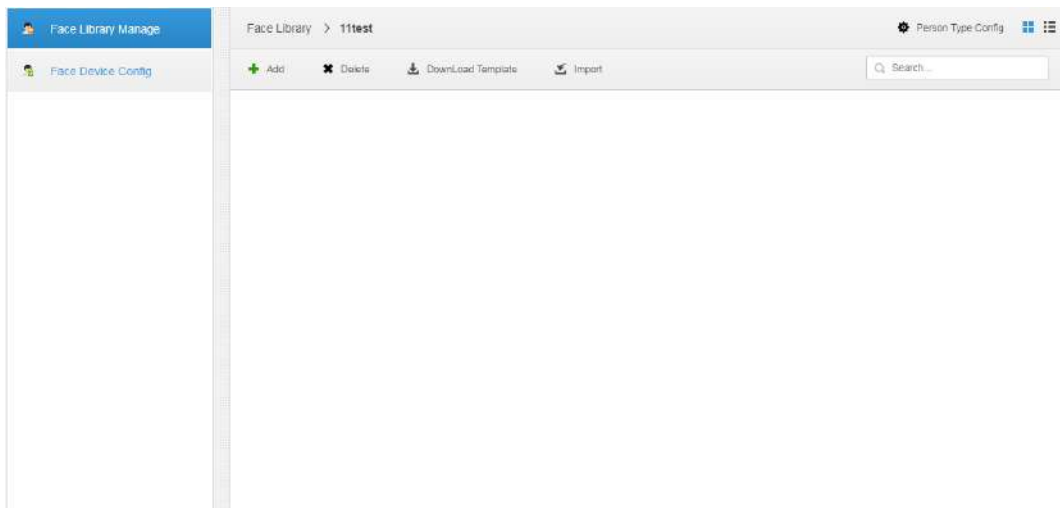 Face Library Manage
Face Library > 11test
Person Type Config
Face Device Config
Add
Delete
DownLoad Template
Import
Search...